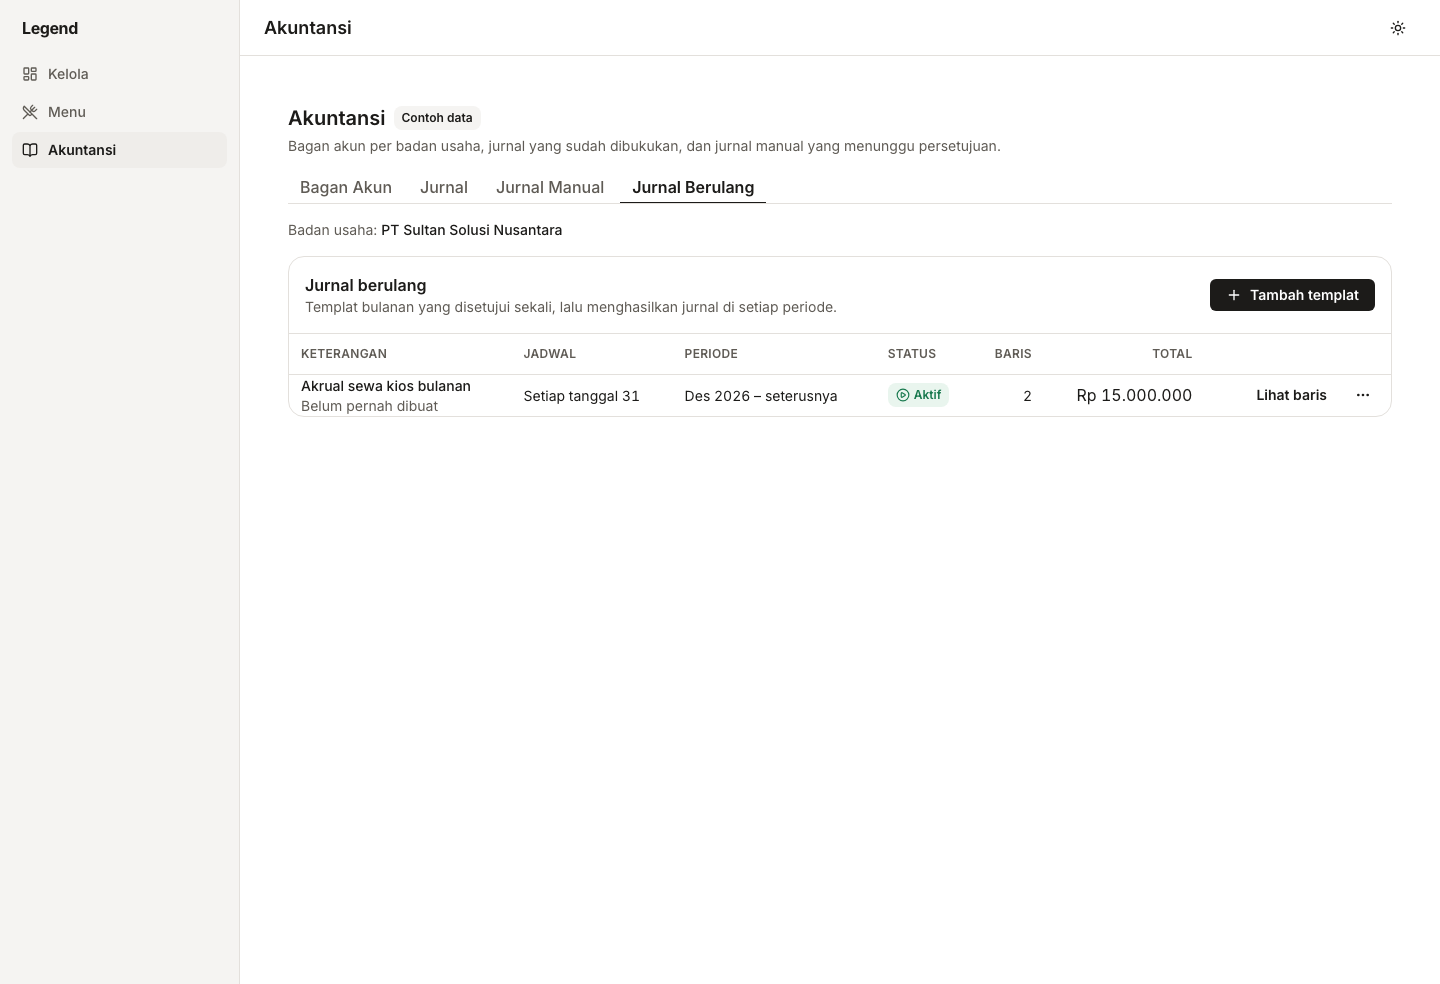 Legend
Kelola
Menu
Akuntansi
Akuntansi
Akuntansi Contoh data
Bagan akun per badan usaha, jurnal yang sudah dibukukan, dan jurnal manual yang menunggu persetujuan.
Bagan Akun Jurnal Jurnal Manual Jurnal Berulang
Badan usaha: PT Sultan Solusi Nusantara
Jurnal berulang
Templat bulanan yang disetujui sekali, lalu menghasilkan jurnal di setiap periode.
Tambah templat
KETERANGAN JADWAL PERIODE STATUS BARIS TOTAL
Akrual sewa kios bulanan
Belum pernah dibuat
Setiap tanggal 31 Des 2026 – seterusnya Aktif 2 Rp 15.000.000 Lihat baris